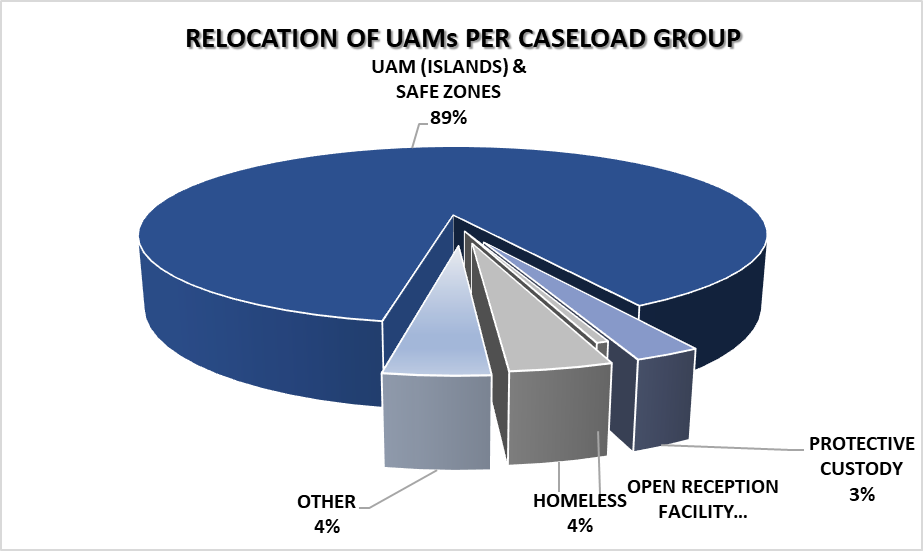 RELOCATION OF UAMs PER CASELOAD GROUP
UAM (ISLANDS) &
SAFE ZONES
89%
PROTECTIVE
CUSTODY
3%
OPEN RECEPTION
FACILITY...
HOMELESS
4%
OTHER
4%